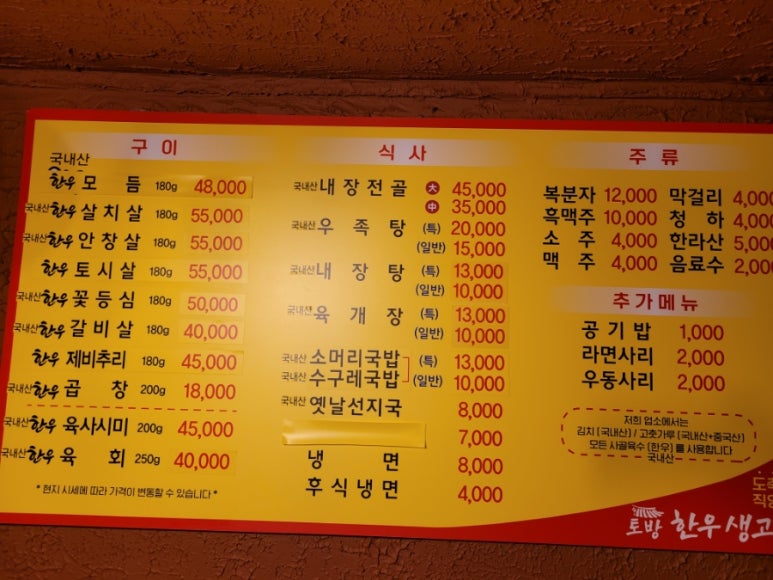 구이
국내산
한우 모듬 180g 48,000
국내산 한우 살치살 180g 55,000
국내산 한우 안창살 180g 55,000
한우 토시살 180g 55,000
국내산 한우 꽃등심 180g 50,000
국내산 한우 갈비살 180g 40,000
한우 제비추리 180g 45,000
국내산 한우 곱창 200g 18,000
국내산 한우 육사시미 200g 45,000
국내산 한우 육회 250g 40,000
* 현지 시세에 따라 가격이 변동할 수 있습니다 *
식사
국내산 내장전골 大 45,000
中 35,000
국내산 우족탕 (특) 20,000
(일반) 15,000
국내산 내장탕 (특) 13,000
(일반) 10,000
국내산 육개장 (특) 13,000
(일반) 10,000
국내산 소머리국밥 (특) 13,000
국내산 수구레국밥 (일반) 10,000
국내산 옛날선지국 8,000
7,000
냉면 8,000
후식냉면 4,000
주류
복분자 12,000 막걸리 4,000
흑맥주 10,000 청하 4,000
소주 4,000 한라산 5,000
맥주 4,000 음료수 2,000
추가메뉴
공기밥 1,000
라면사리 2,000
우동사리 2,000
저희 업소에서는
김치 (국내산) / 고춧가루 (국내산+중국산)
모든 사골육수 (한우) 를 사용합니다
국내산
토방 한우생고